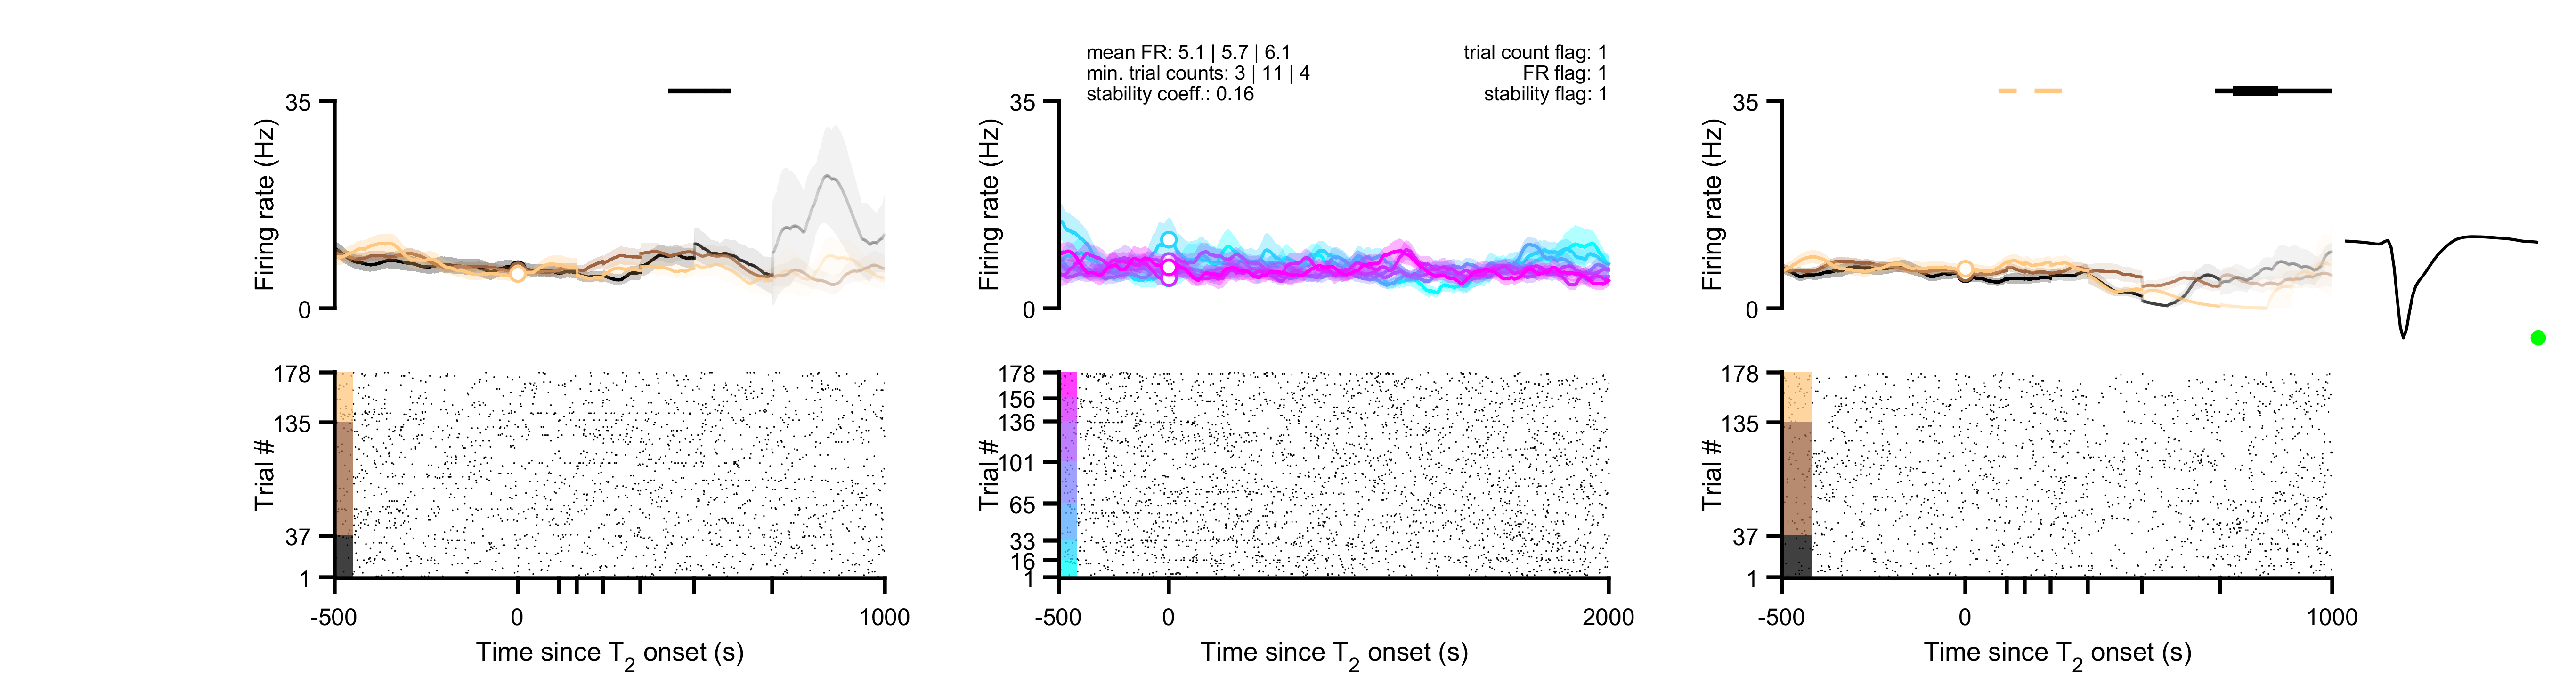 mean FR: 5.1 | 5.7 | 6.1
min. trial counts: 3 | 11 | 4
stability coeff.: 0.16
trial count flag: 1
FR flag: 1
stability flag: 1
35
Firing rate (Hz)
0
178
135
Trial #
37
1
-500
0
1000
Time since T2 onset (s)
35
Firing rate (Hz)
0
178
156
136
Trial #
101
65
33
16
1
-500
0
2000
Time since T2 onset (s)
35
Firing rate (Hz)
0
178
135
Trial #
37
1
-500
0
1000
Time since T2 onset (s)